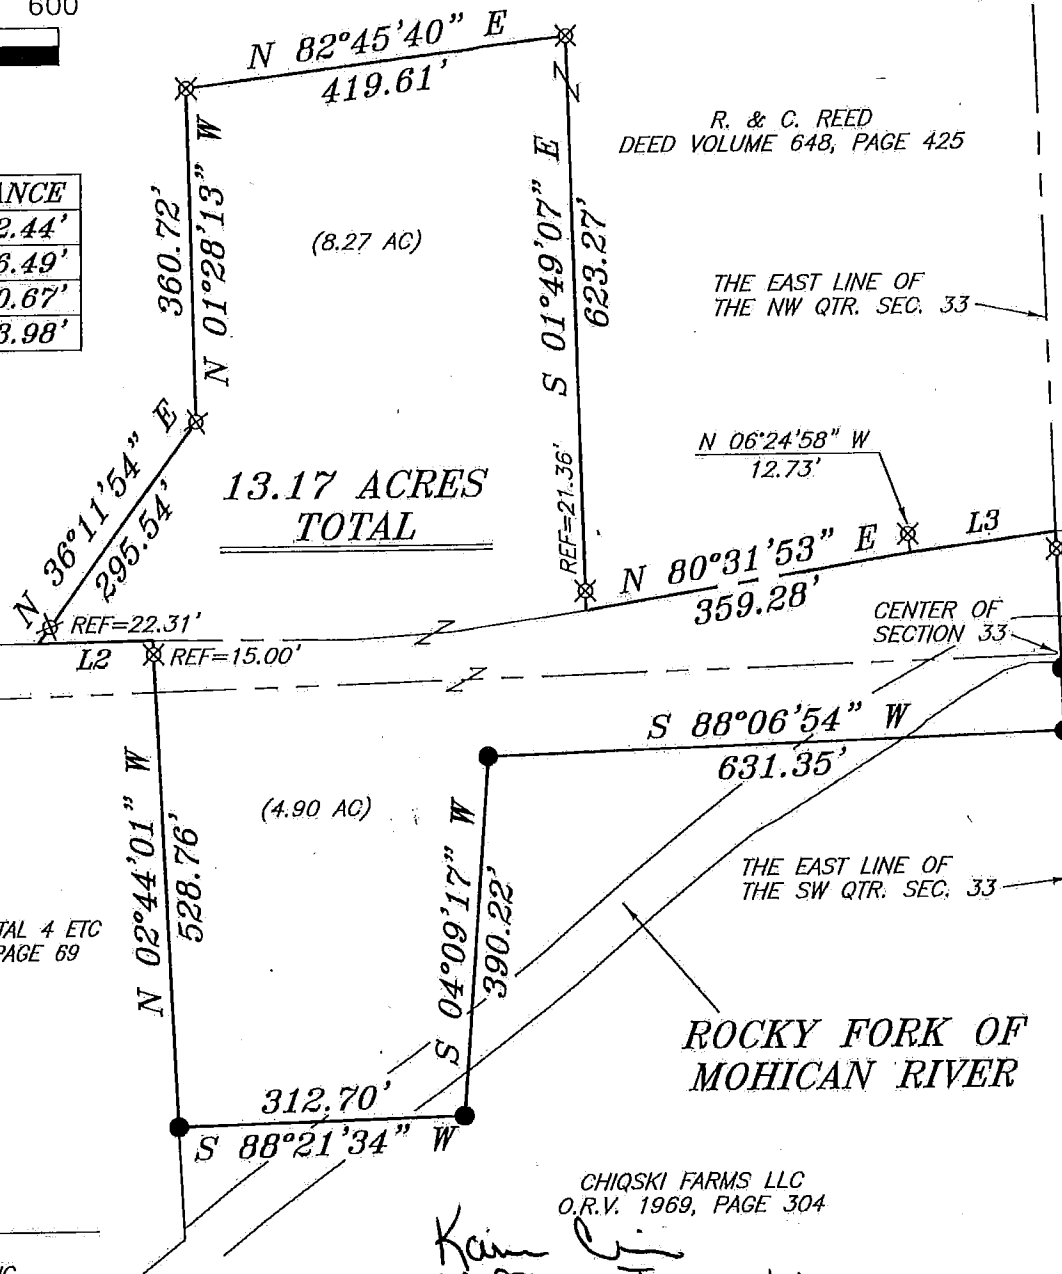 600
N 82°45'40" E
419.61'
R. & C. REED
DEED VOLUME 648, PAGE 425
2.44'
6.49'
0.67'
3.98'
360.72'
N 01°28'13" W
(8.27 AC)
S 01°49'07" E
623.27'
THE EAST LINE OF
THE NW QTR. SEC. 33
N 36°11'54" E
295.54'
13.17 ACRES
TOTAL
REF=21.36'
N 06°24'58" W
12.73'
L3
N 80°31'53" E
359.28'
REF=22.31'
L2
REF=15.00'
CENTER OF
SECTION 33
S 88°06'54" W
631.35'
N 02°44'01" W
528.76'
(4.90 AC)
S 04°09'17" W
390.22'
THE EAST LINE OF
THE SW QTR. SEC. 33
TAL 4 ETC
PAGE 69
ROCKY FORK OF
MOHICAN RIVER
312.70'
S 88°21'34" W
CHIQSKI FARMS LLC
O.R.V. 1969, PAGE 304